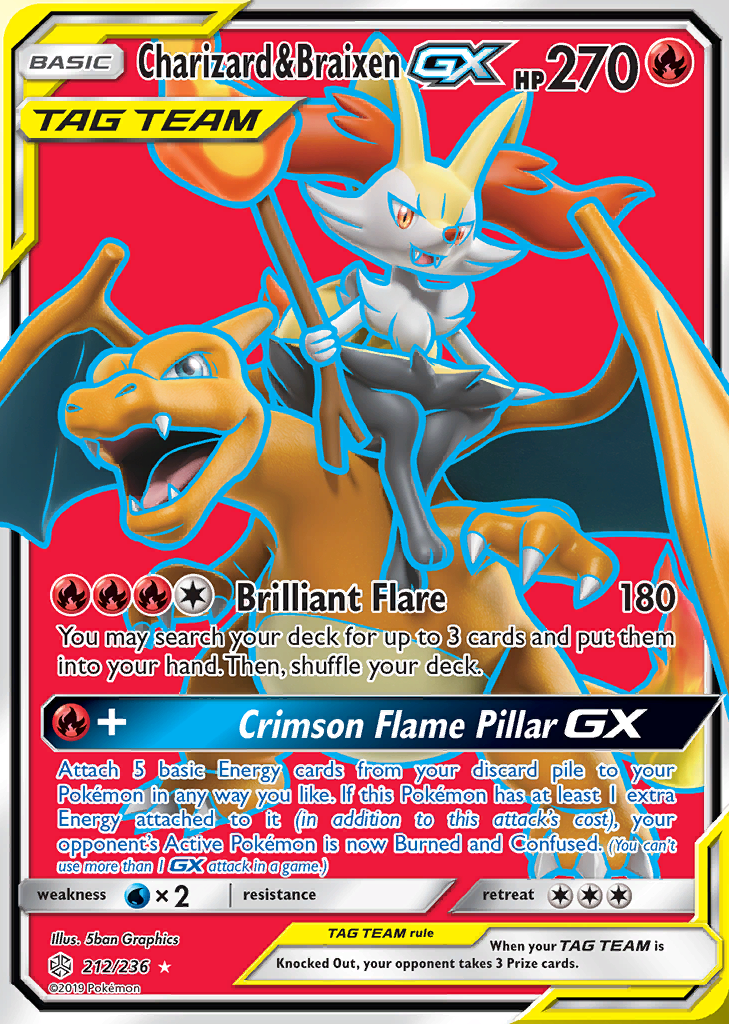 BASIC Charizard&Braixen GX HP270
TAG TEAM
Brilliant Flare 180
You may search your deck for up to 3 cards and put them
into your hand. Then, shuffle your deck.
+ Crimson Flame Pillar GX
Attach 5 basic Energy cards from your discard pile to your
Pokémon in any way you like. If this Pokémon has at least 1 extra
Energy attached to it (in addition to this attack's cost), your
opponent's Active Pokémon is now Burned and Confused. (You can't
use more than 1 GX attack in a game.)
weakness ×2 resistance retreat
Illus. 5ban Graphics
212/236
©2019 Pokémon
TAG TEAM rule
When your TAG TEAM is
Knocked Out, your opponent takes 3 Prize cards.